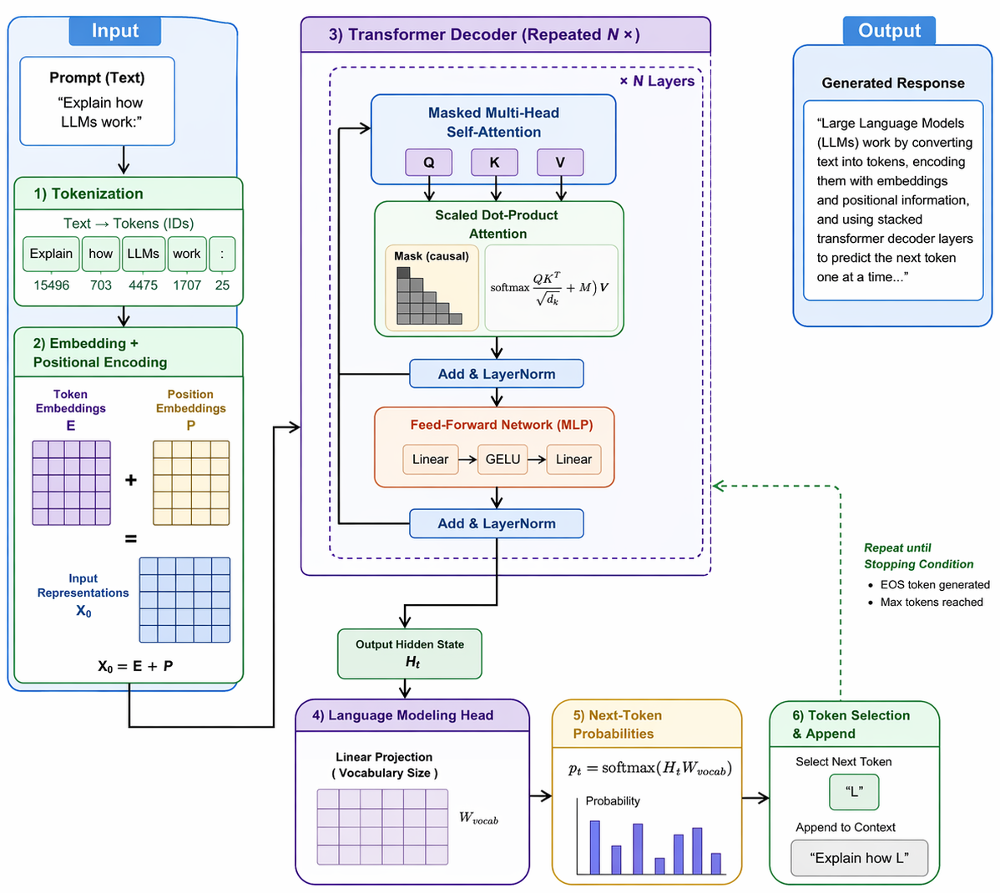 Input
Prompt (Text)
“Explain how
LLMs work:”
1) Tokenization
Text → Tokens (IDs)
Explain how LLMs work :
15496 703 4475 1707 25
2) Embedding +
Positional Encoding
Token
Embeddings
E
Position
Embeddings
P
+
=
Input
Representations
X₀
X₀ = E + P
3) Transformer Decoder (Repeated N ×)
× N Layers
Masked Multi-Head
Self-Attention
Q K V
Scaled Dot-Product
Attention
Mask (causal)
softmax QKᵀ/√dₖ + M) V
Add & LayerNorm
Feed-Forward Network (MLP)
Linear → GELU → Linear
Add & LayerNorm
Output Hidden State
Hₜ
4) Language Modeling Head
Linear Projection
( Vocabulary Size )
W_vocab
5) Next-Token
Probabilities
pₜ = softmax(HₜW_vocab)
Probability
6) Token Selection
& Append
Select Next Token
“L”
Append to Context
“Explain how L”
Repeat until
Stopping Condition
• EOS token generated
• Max tokens reached
Output
Generated Response
“Large Language Models
(LLMs) work by converting
text into tokens, encoding
them with embeddings
and positional information,
and using stacked
transformer decoder layers
to predict the next token
one at a time...”